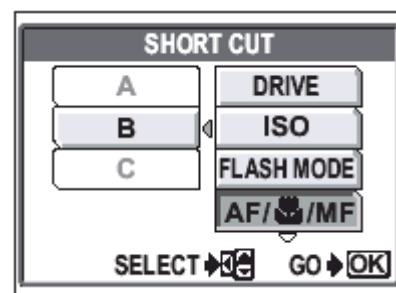 SHORT CUT
A
B
C
DRIVE
ISO
FLASH MODE
AF/ /MF
SELECT
GO OK